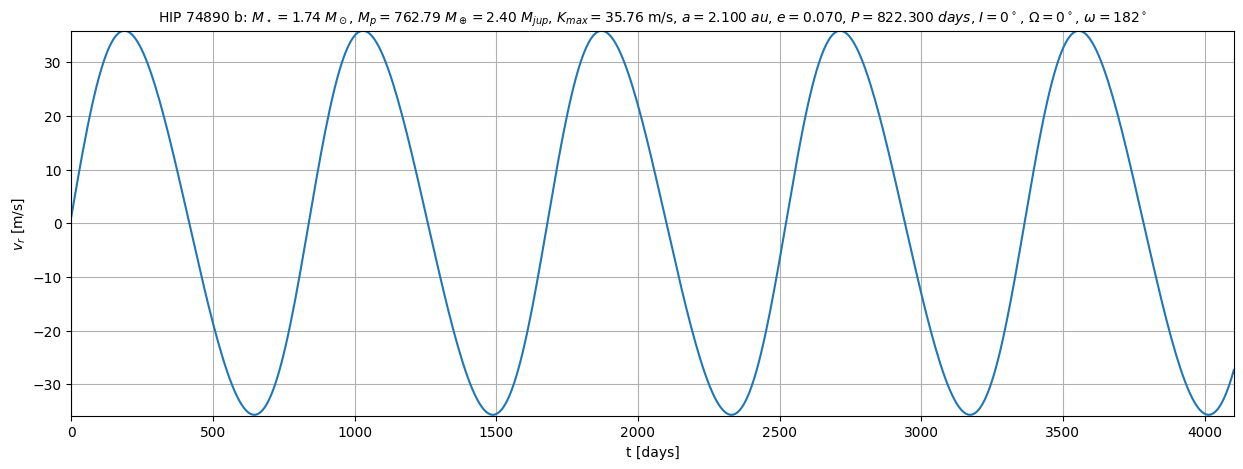 HIP 74890 b: M⋆ = 1.74 M⊙, Mp = 762.79 M⊕ = 2.40 Mjup, Kmax = 35.76 m/s, a = 2.100 au, e = 0.070, P = 822.300 days, I = 0°, Ω = 0°, ω = 182°
30
20
10
0
−10
−20
−30
vr [m/s]
0 500 1000 1500 2000 2500 3000 3500 4000
t [days]